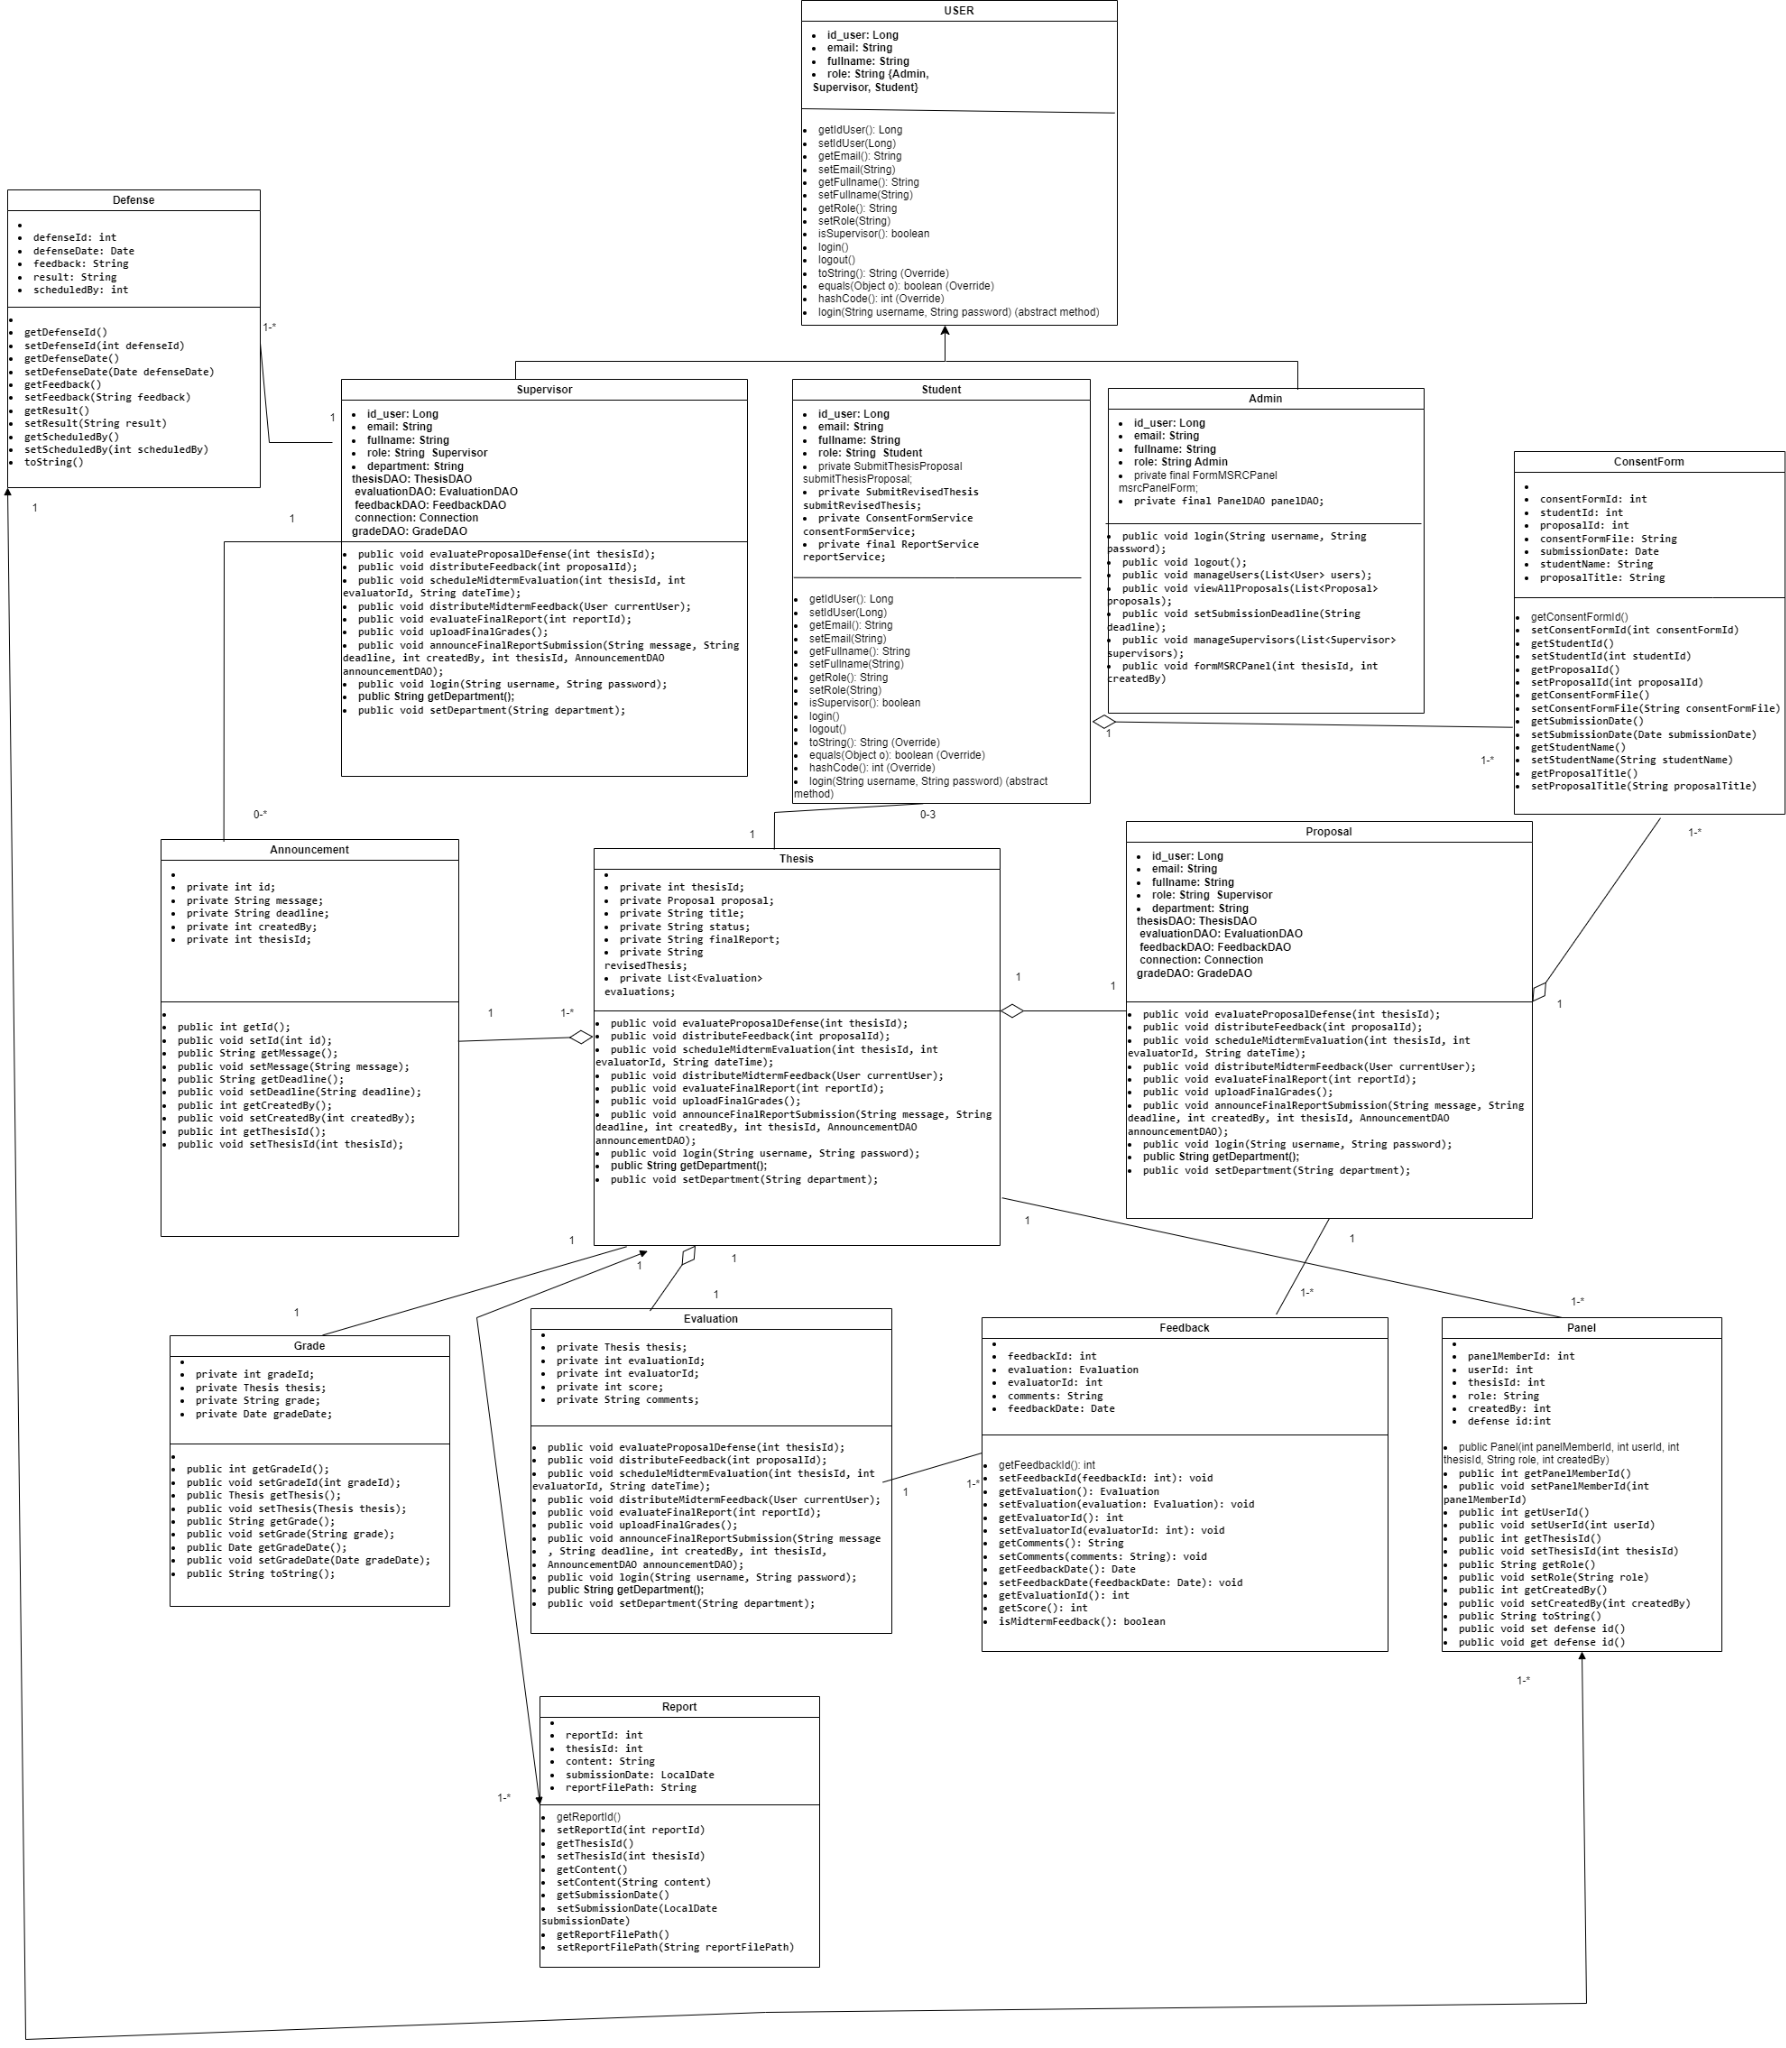 USER
id_user: Long
email: String
fullname: String
role: String {Admin,
Supervisor, Student}
getIdUser(): Long
setIdUser(Long)
getEmail(): String
setEmail(String)
getFullname(): String
setFullname(String)
getRole(): String
setRole(String)
isSupervisor(): boolean
login()
logout()
toString(): String (Override)
equals(Object o): boolean (Override)
hashCode(): int (Override)
login(String username, String password) (abstract method)
Defense
defenseId: int
defenseDate: Date
feedback: String
result: String
scheduledBy: int
getDefenseId()
setDefenseId(int defenseId)
getDefenseDate()
setDefenseDate(Date defenseDate)
getFeedback()
setFeedback(String feedback)
getResult()
setResult(String result)
getScheduledBy()
setScheduledBy(int scheduledBy)
toString()
1-*
1
1
1
Supervisor
id_user: Long
email: String
fullname: String
role: String  Supervisor
department: String
thesisDAO: ThesisDAO
evaluationDAO: EvaluationDAO
feedbackDAO: FeedbackDAO
connection: Connection
gradeDAO: GradeDAO
public void evaluateProposalDefense(int thesisId);
public void distributeFeedback(int proposalId);
public void scheduleMidtermEvaluation(int thesisId, int
evaluatorId, String dateTime);
public void distributeMidtermFeedback(User currentUser);
public void evaluateFinalReport(int reportId);
public void uploadFinalGrades();
public void announceFinalReportSubmission(String message, String
deadline, int createdBy, int thesisId, AnnouncementDAO
announcementDAO);
public void login(String username, String password);
public String getDepartment();
public void setDepartment(String department);
Student
id_user: Long
email: String
fullname: String
role: String  Student
private SubmitThesisProposal
submitThesisProposal;
private SubmitRevisedThesis
submitRevisedThesis;
private ConsentFormService
consentFormService;
private final ReportService
reportService;
getIdUser(): Long
setIdUser(Long)
getEmail(): String
setEmail(String)
getFullname(): String
setFullname(String)
getRole(): String
setRole(String)
isSupervisor(): boolean
login()
logout()
toString(): String (Override)
equals(Object o): boolean (Override)
hashCode(): int (Override)
login(String username, String password) (abstract
method)
Admin
id_user: Long
email: String
fullname: String
role: String Admin
private final FormMSRCPanel
msrcPanelForm;
private final PanelDAO panelDAO;
public void login(String username, String
password);
public void logout();
public void manageUsers(List<User> users);
public void viewAllProposals(List<Proposal>
proposals);
public void setSubmissionDeadline(String
deadline);
public void manageSupervisors(List<Supervisor>
supervisors);
public void formMSRCPanel(int thesisId, int
createdBy)
1
1-*
ConsentForm
consentFormId: int
studentId: int
proposalId: int
consentFormFile: String
submissionDate: Date
studentName: String
proposalTitle: String
getConsentFormId()
setConsentFormId(int consentFormId)
getStudentId()
setStudentId(int studentId)
getProposalId()
setProposalId(int proposalId)
getConsentFormFile()
setConsentFormFile(String consentFormFile)
getSubmissionDate()
setSubmissionDate(Date submissionDate)
getStudentName()
setStudentName(String studentName)
getProposalTitle()
setProposalTitle(String proposalTitle)
0-*
0-3
1
1-*
Announcement
private int id;
private String message;
private String deadline;
private int createdBy;
private int thesisId;
public int getId();
public void setId(int id);
public String getMessage();
public void setMessage(String message);
public String getDeadline();
public void setDeadline(String deadline);
public int getCreatedBy();
public void setCreatedBy(int createdBy);
public int getThesisId();
public void setThesisId(int thesisId);
1
1-*
Thesis
private int thesisId;
private Proposal proposal;
private String title;
private String status;
private String finalReport;
private String
revisedThesis;
private List<Evaluation>
evaluations;
public void evaluateProposalDefense(int thesisId);
public void distributeFeedback(int proposalId);
public void scheduleMidtermEvaluation(int thesisId, int
evaluatorId, String dateTime);
public void distributeMidtermFeedback(User currentUser);
public void evaluateFinalReport(int reportId);
public void uploadFinalGrades();
public void announceFinalReportSubmission(String message, String
deadline, int createdBy, int thesisId, AnnouncementDAO
announcementDAO);
public void login(String username, String password);
public String getDepartment();
public void setDepartment(String department);
1
1
Proposal
id_user: Long
email: String
fullname: String
role: String  Supervisor
department: String
thesisDAO: ThesisDAO
evaluationDAO: EvaluationDAO
feedbackDAO: FeedbackDAO
connection: Connection
gradeDAO: GradeDAO
public void evaluateProposalDefense(int thesisId);
public void distributeFeedback(int proposalId);
public void scheduleMidtermEvaluation(int thesisId, int
evaluatorId, String dateTime);
public void distributeMidtermFeedback(User currentUser);
public void evaluateFinalReport(int reportId);
public void uploadFinalGrades();
public void announceFinalReportSubmission(String message, String
deadline, int createdBy, int thesisId, AnnouncementDAO
announcementDAO);
public void login(String username, String password);
public String getDepartment();
public void setDepartment(String department);
1
1
1
1
1
1
1
1
1-*
1-*
Grade
private int gradeId;
private Thesis thesis;
private String grade;
private Date gradeDate;
public int getGradeId();
public void setGradeId(int gradeId);
public Thesis getThesis();
public void setThesis(Thesis thesis);
public String getGrade();
public void setGrade(String grade);
public Date getGradeDate();
public void setGradeDate(Date gradeDate);
public String toString();
Evaluation
private Thesis thesis;
private int evaluationId;
private int evaluatorId;
private int score;
private String comments;
public void evaluateProposalDefense(int thesisId);
public void distributeFeedback(int proposalId);
public void scheduleMidtermEvaluation(int thesisId, int
evaluatorId, String dateTime);
public void distributeMidtermFeedback(User currentUser);
public void evaluateFinalReport(int reportId);
public void uploadFinalGrades();
public void announceFinalReportSubmission(String message
, String deadline, int createdBy, int thesisId,
AnnouncementDAO announcementDAO);
public void login(String username, String password);
public String getDepartment();
public void setDepartment(String department);
1
1-*
Feedback
feedbackId: int
evaluation: Evaluation
evaluatorId: int
comments: String
feedbackDate: Date
getFeedbackId(): int
setFeedbackId(feedbackId: int): void
getEvaluation(): Evaluation
setEvaluation(evaluation: Evaluation): void
getEvaluatorId(): int
setEvaluatorId(evaluatorId: int): void
getComments(): String
setComments(comments: String): void
getFeedbackDate(): Date
setFeedbackDate(feedbackDate: Date): void
getEvaluationId(): int
getScore(): int
isMidtermFeedback(): boolean
Panel
panelMemberId: int
userId: int
thesisId: int
role: String
createdBy: int
defense id:int
public Panel(int panelMemberId, int userId, int
thesisId, String role, int createdBy)
public int getPanelMemberId()
public void setPanelMemberId(int
panelMemberId)
public int getUserId()
public void setUserId(int userId)
public int getThesisId()
public void setThesisId(int thesisId)
public String getRole()
public void setRole(String role)
public int getCreatedBy()
public void setCreatedBy(int createdBy)
public String toString()
public void set defense id()
public void get defense id()
1-*
1-*
Report
reportId: int
thesisId: int
content: String
submissionDate: LocalDate
reportFilePath: String
getReportId()
setReportId(int reportId)
getThesisId()
setThesisId(int thesisId)
getContent()
setContent(String content)
getSubmissionDate()
setSubmissionDate(LocalDate
submissionDate)
getReportFilePath()
setReportFilePath(String reportFilePath)